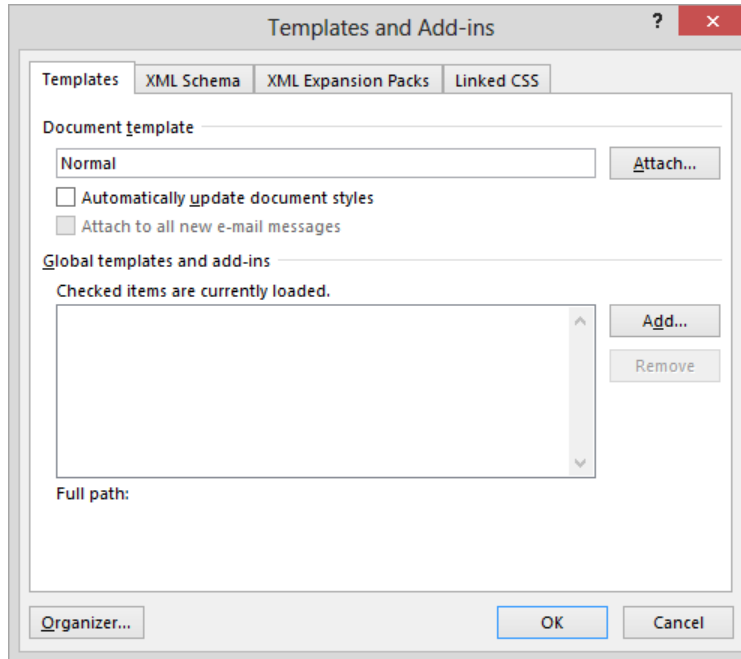 Templates and Add-ins ?
Templates XML Schema XML Expansion Packs Linked CSS
Document template
Normal Attach...
Automatically update document styles
Attach to all new e-mail messages
Global templates and add-ins
Checked items are currently loaded.
Add...
Remove
Full path:
Organizer... OK Cancel